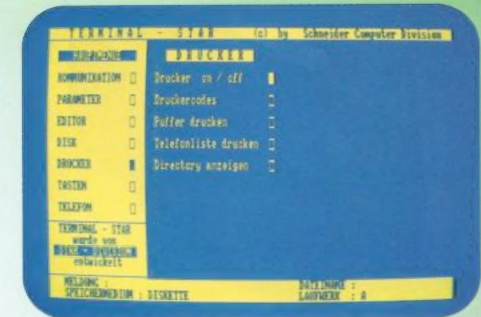 TERMINAL - STAR (c) by Schneider Computer Division
HAUPTMENUE
DRUCKER
KOMMUNIKATION
PARAMETER
EDITOR
DISK
DRUCKER
TASTEN
TELEFON
Drucker on / off
Druckercodes
Puffer drucken
Telefonliste drucken
Directory anzeigen
TERMINAL - STAR
wurde von
entwickelt
MELDUNG :
DATEINAME :
SPEICHERMEDIUM : DISKETTE
LAUFWERK : A